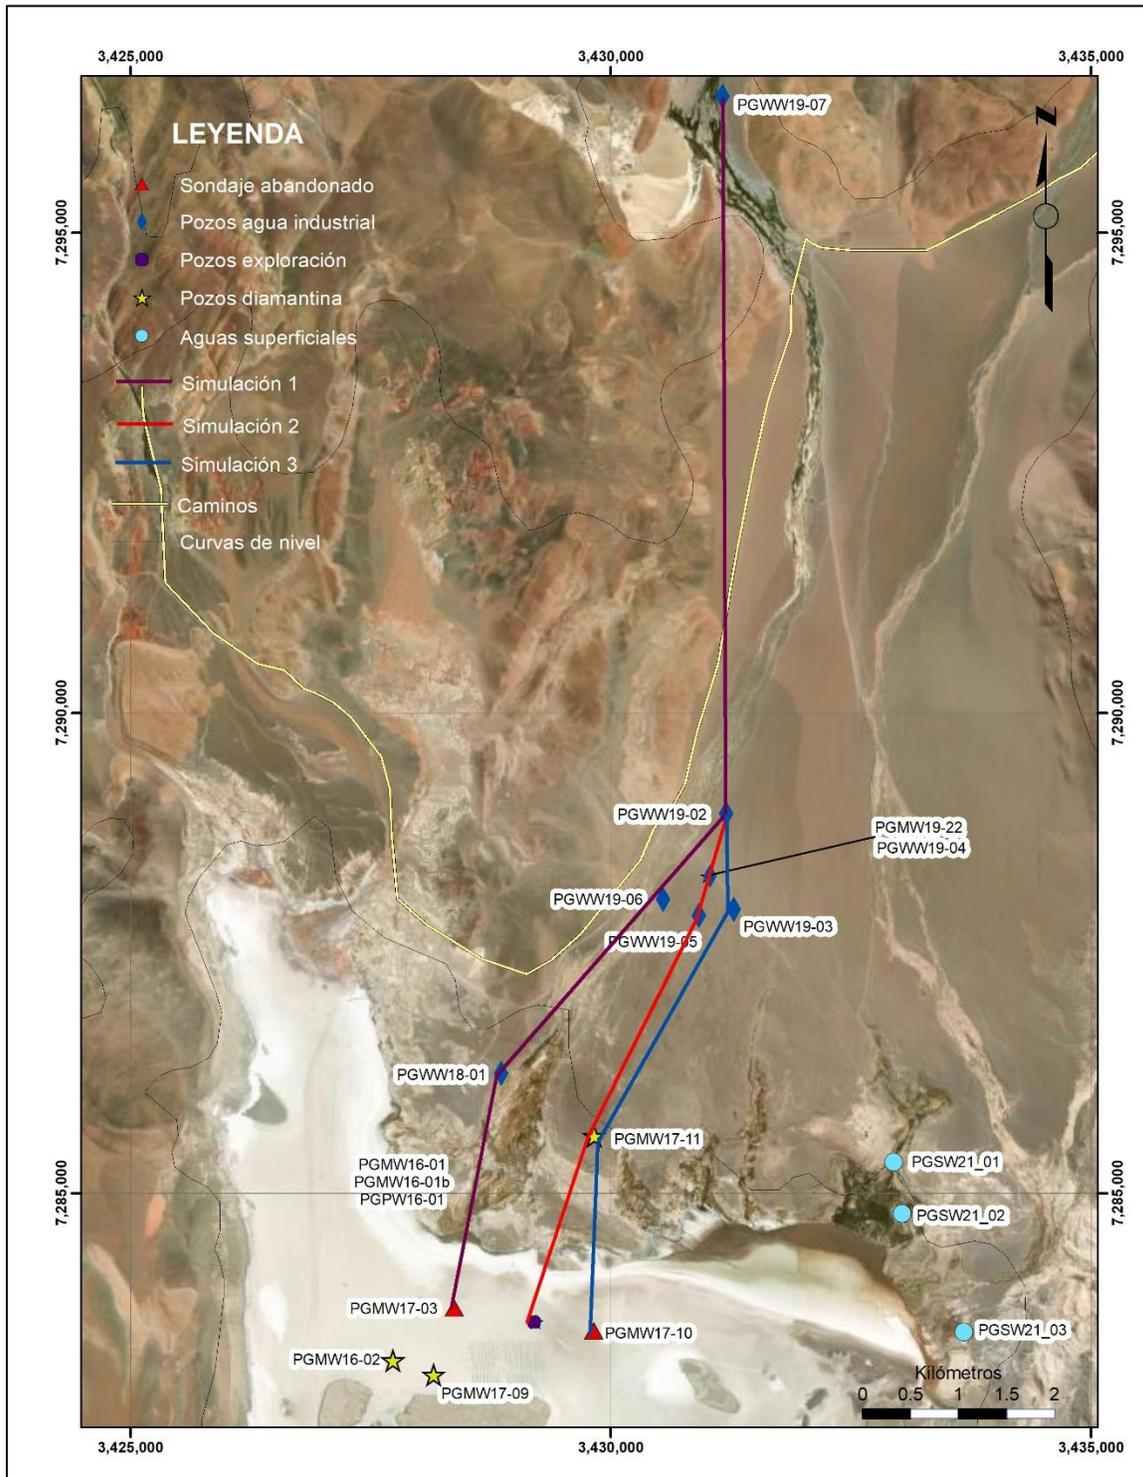 3,425,000
3,430,000
3,435,000
PGWW19-07
LEYENDA
N
Sondaje abandonado
Pozos agua industrial
7,295,000
7,295,000
Pozos exploración
Pozos diamantina
Aguas superficiales
Simulación 1
Simulación 2
Simulación 3
Caminos
Curvas de nivel
7,290,000
7,290,000
PGWW19-02
PGMW19-22
PGWW19-04
PGWW19-06
PGWW19-03
PGWW19-05
PGWW18-01
PGMW17-11
PGMW16-01
PGMW16-01b
PGPW16-01
PGSW21_01
7,285,000
7,285,000
PGSW21_02
PGMW17-03
PGMW17-10
PGSW21_03
PGMW16-02
PGMW17-09
Kilómetros
0 0.5 1 1.5 2
3,425,000
3,430,000
3,435,000